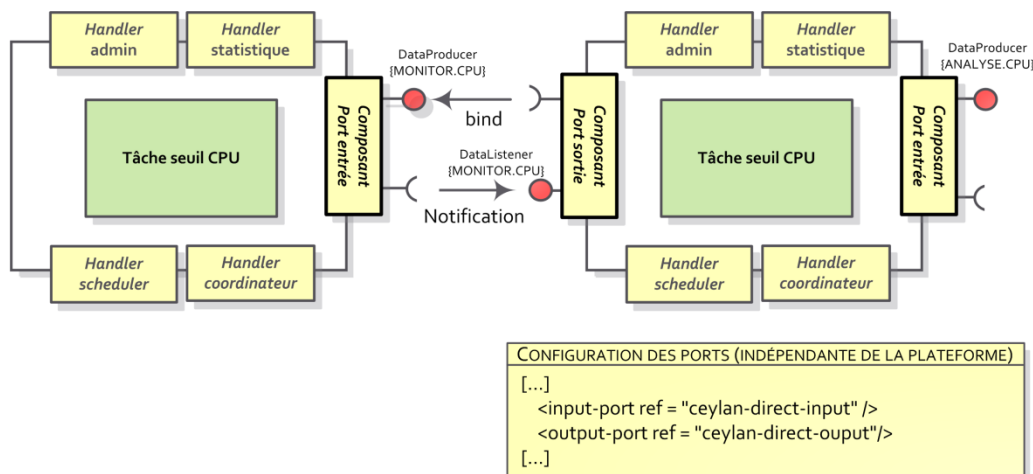 Handler
admin
Handler
statistique
DataProducer
{MONITOR.CPU}
Tâche seuil CPU
Composant
Port entrée
bind
DataListener
{MONITOR.CPU}
Notification
Handler
scheduler
Handler
coordinateur
Handler
admin
Handler
statistique
DataProducer
{ANALYSE.CPU}
Composant
Port sortie
Tâche seuil CPU
Composant
Port entrée
Handler
scheduler
Handler
coordinateur
CONFIGURATION DES PORTS (INDÉPENDANTE DE LA PLATEFORME)
[...]
<input-port ref = "ceylan-direct-input" />
<output-port ref = "ceylan-direct-ouput"/>
[...]